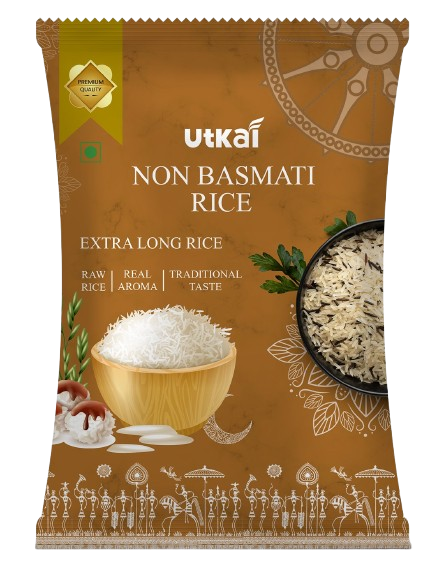 PREMIUM
QUALITY
Utkal
NON BASMATI
RICE
EXTRA LONG RICE
RAW
RICE
REAL
AROMA
TRADITIONAL
TASTE